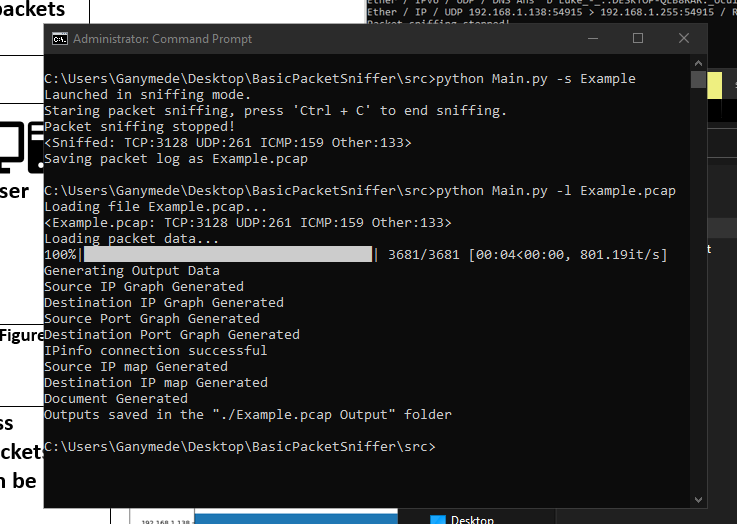 packets
Ether / IP / UDP 192.168.1.138:54915 > 192.168.1.255:54915 / R
Packet sniffing stopped!
Administrator: Command Prompt
C:\Users\Ganymede\Desktop\BasicPacketSniffer\src>python Main.py -s Example
Launched in sniffing mode.
Staring packet sniffing, press 'Ctrl + C' to end sniffing.
Packet sniffing stopped!
<Sniffed: TCP:3128 UDP:261 ICMP:159 Other:133>
Saving packet log as Example.pcap
C:\Users\Ganymede\Desktop\BasicPacketSniffer\src>python Main.py -l Example.pcap
ser
Loading file Example.pcap...
<Example.pcap: TCP:3128 UDP:261 ICMP:159 Other:133>
Loading packet data...
100%| | 3681/3681 [00:04<00:00, 801.19it/s]
Generating Output Data
Source IP Graph Generated
Destination IP Graph Generated
Source Port Graph Generated
Figure
Destination Port Graph Generated
IPinfo connection successful
Source IP map Generated
Destination IP map Generated
Document Generated
Outputs saved in the "./Example.pcap Output" folder
ss
C:\Users\Ganymede\Desktop\BasicPacketSniffer\src>
ckets
n be
192.168.1.138
Desktop